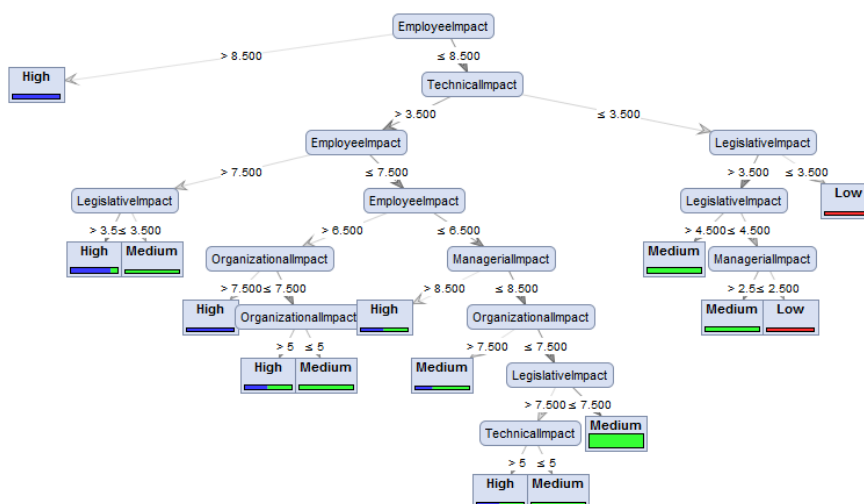 EmployeeImpact
> 8.500 ≤ 8.500
High TechnicalImpact
> 3.500 ≤ 3.500
EmployeeImpact LegislativeImpact
> 7.500 ≤ 7.500 > 3.500 ≤ 3.500
LegislativeImpact EmployeeImpact LegislativeImpact Low
> 3.5 ≤ 3.500 > 6.500 ≤ 6.500 > 4.500 ≤ 4.500
High Medium OrganizationalImpact ManagerialImpact Medium ManagerialImpact
> 7.500 ≤ 7.500 > 8.500 ≤ 8.500 > 2.5 ≤ 2.500
High OrganizationalImpact High OrganizationalImpact Medium Low
> 5 ≤ 5 > 7.500 ≤ 7.500
High Medium Medium LegislativeImpact
> 7.500 ≤ 7.500
TechnicalImpact Medium
> 5 ≤ 5
High Medium